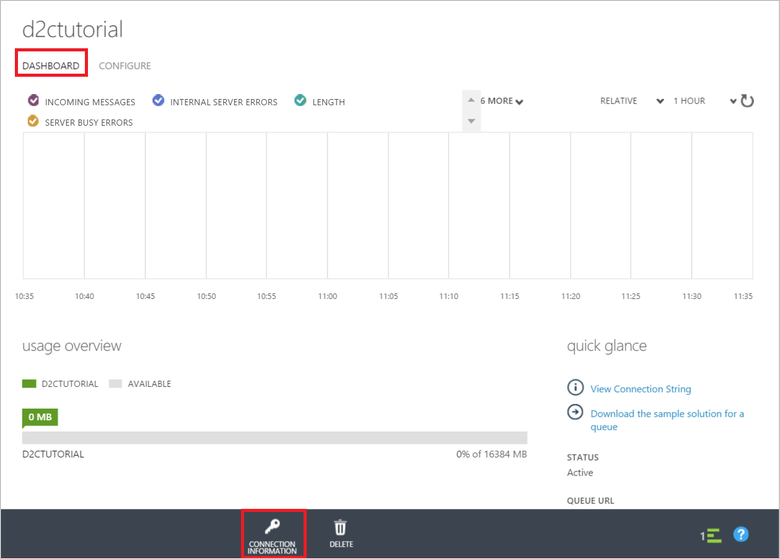 d2ctutorial
DASHBOARD CONFIGURE
INCOMING MESSAGES INTERNAL SERVER ERRORS LENGTH 6 MORE RELATIVE 1 HOUR
SERVER BUSY ERRORS
10:35 10:40 10:45 10:50 10:55 11:00 11:05 11:10 11:15 11:20 11:25 11:30 11:35
usage overview
D2CTUTORIAL AVAILABLE
0 MB
D2CTUTORIAL 0% of 16384 MB
quick glance
View Connection String
Download the sample solution for a
queue
STATUS
Active
QUEUE URL
CONNECTION
INFORMATION
DELETE
1
?